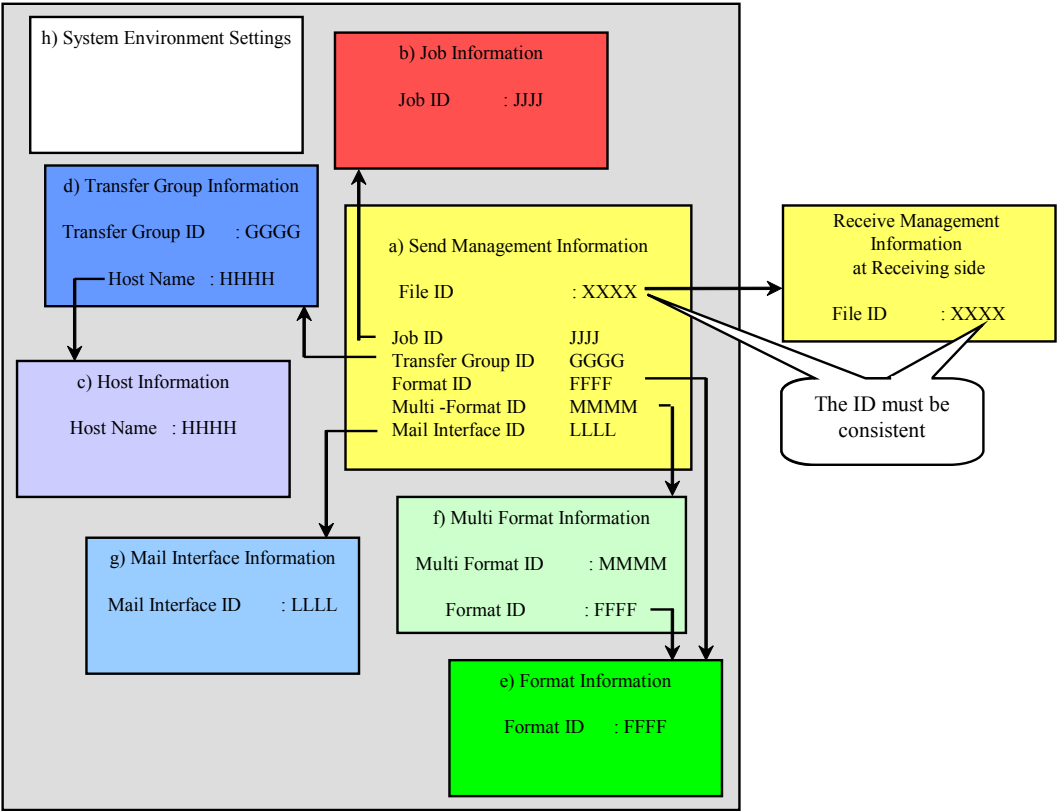 h) System Environment Settings
b) Job Information
Job ID : JJJJ
d) Transfer Group Information
Transfer Group ID : GGGG
Host Name : HHHH
a) Send Management Information
File ID : XXXX
Job ID JJJJ
Transfer Group ID GGGG
Format ID FFFF
Multi -Format ID MMMM
Mail Interface ID LLLL
Receive Management
Information
at Receiving side
File ID : XXXX
The ID must be
consistent
c) Host Information
Host Name : HHHH
f) Multi Format Information
Multi Format ID : MMMM
Format ID : FFFF
g) Mail Interface Information
Mail Interface ID : LLLL
e) Format Information
Format ID : FFFF